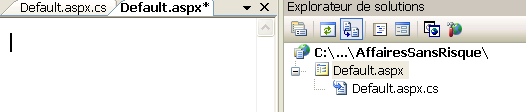 Default.aspx.cs Default.aspx*
Explorateur de solutions
C:\...\AffairesSansRisque\
Default.aspx
Default.aspx.cs